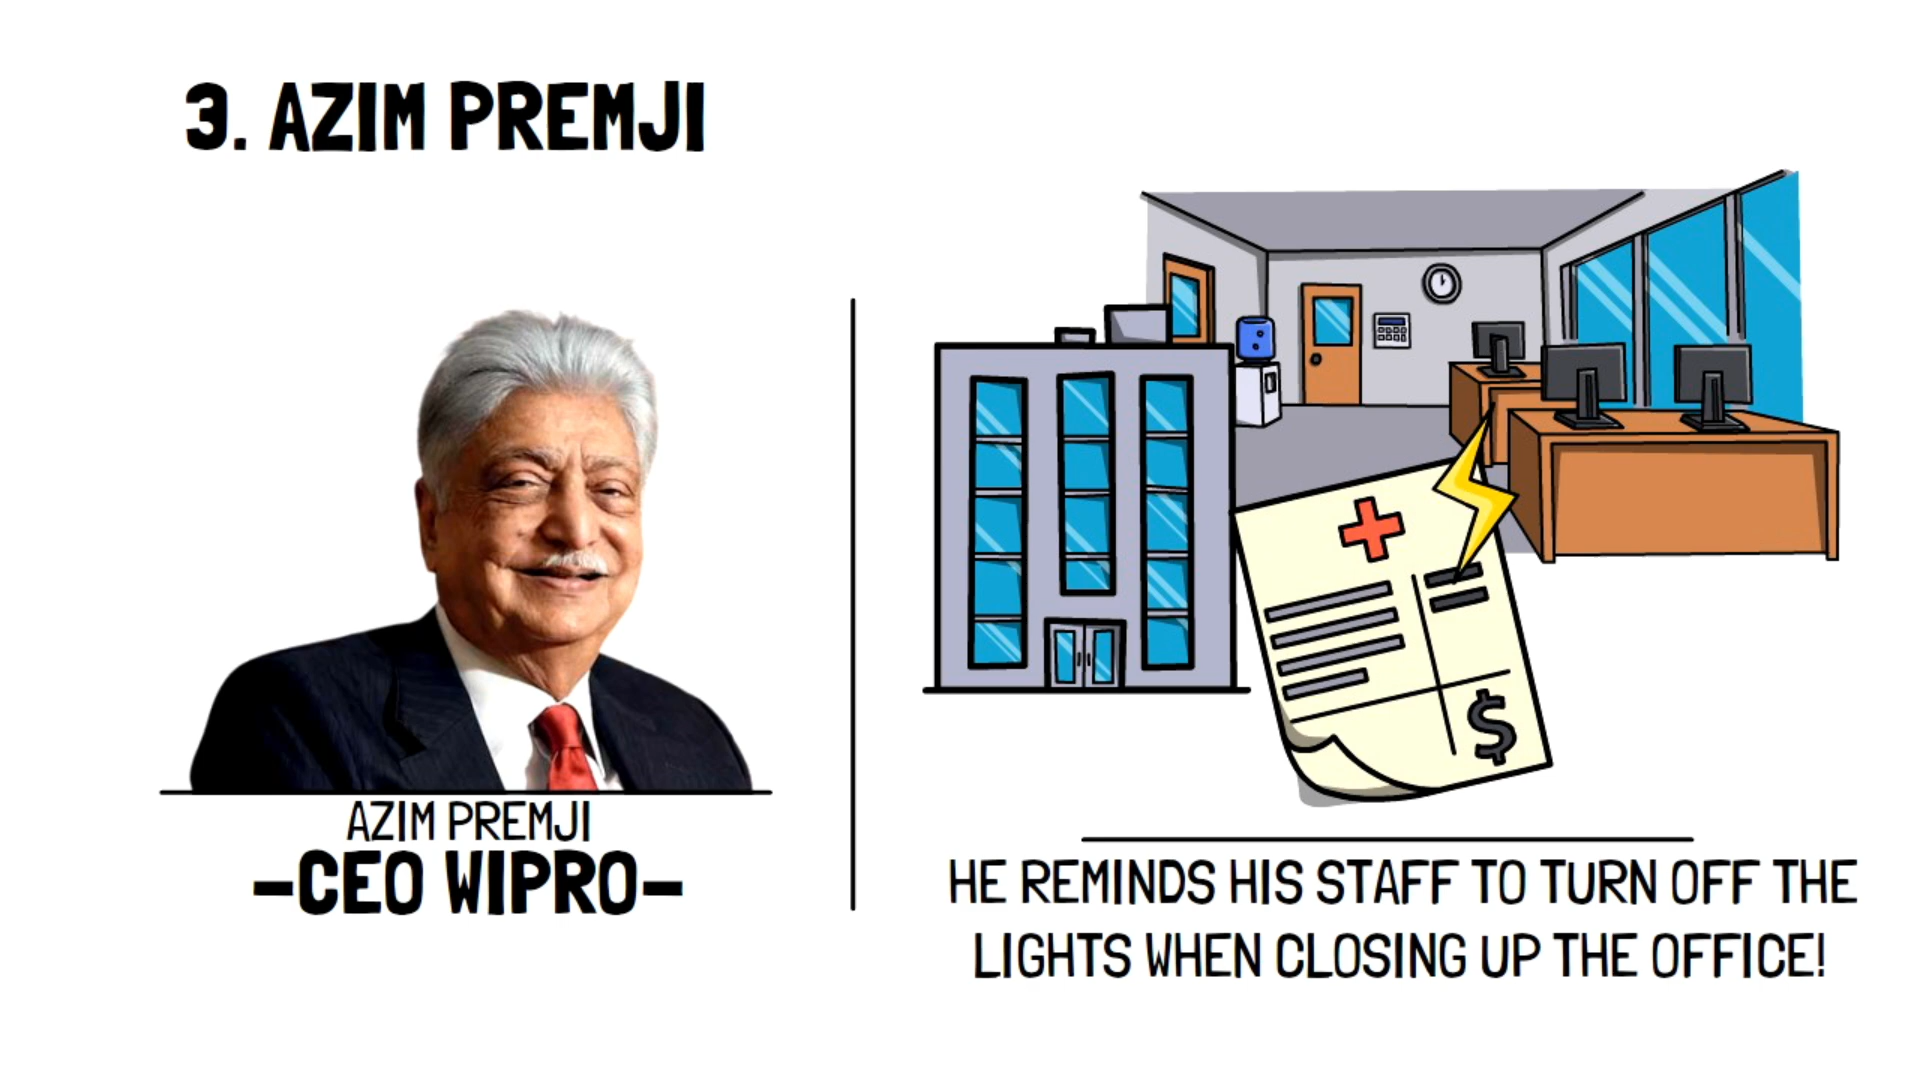 3. AZIM PREMJI
AZIM PREMJI
-CEO WIPRO-
$
HE REMINDS HIS STAFF TO TURN OFF THE
LIGHTS WHEN CLOSING UP THE OFFICE!